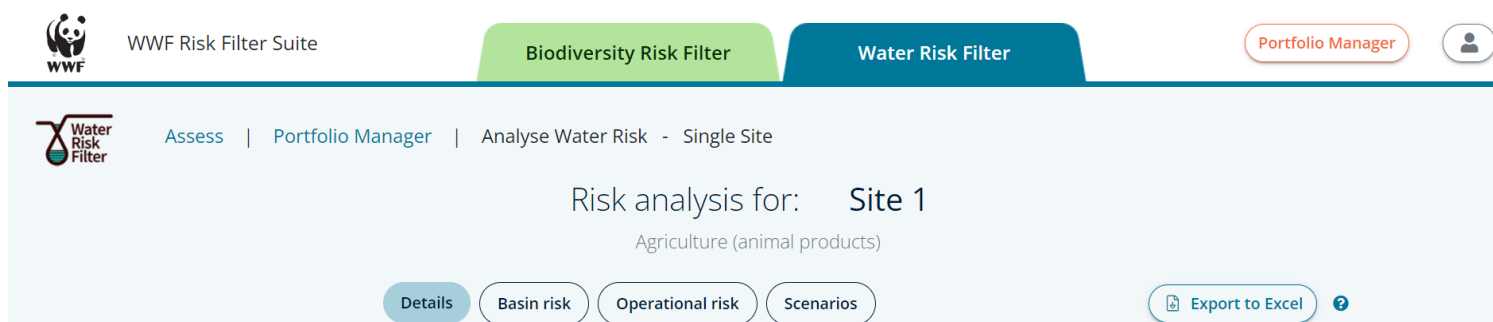 WWF Risk Filter Suite Biodiversity Risk Filter Water Risk Filter Portfolio Manager
WWF
Water Risk Filter
Assess | Portfolio Manager | Analyse Water Risk - Single Site
Risk analysis for: Site 1
Agriculture (animal products)
Details Basin risk Operational risk Scenarios Export to Excel ?